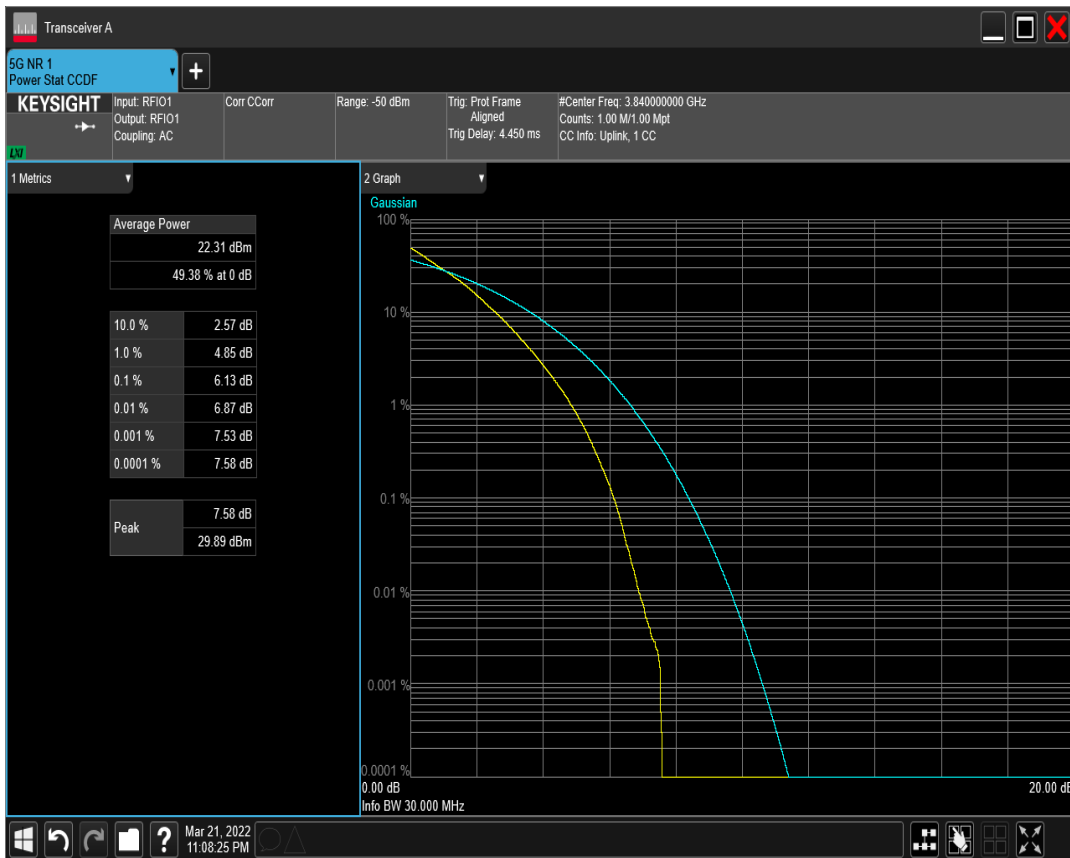 Transceiver A
5G NR 1
Power Stat CCDF
KEYSIGHT
LXI
Input: RFIO1
Output: RFIO1
Coupling: AC
Corr CCorr
Range: -50 dBm
Trig: Prot Frame
Aligned
Trig Delay: 4.450 ms
#Center Freq: 3.840000000 GHz
Counts: 1.00 M/1.00 Mpt
CC Info: Uplink, 1 CC
1 Metrics
Average Power
22.31 dBm
49.38 % at 0 dB
10.0 % 2.57 dB
1.0 % 4.85 dB
0.1 % 6.13 dB
0.01 % 6.87 dB
0.001 % 7.53 dB
0.0001 % 7.58 dB
Peak 7.58 dB
29.89 dBm
2 Graph
Gaussian
100 %
10 %
1 %
0.1 %
0.01 %
0.001 %
0.0001 %
0.00 dB 20.00 dB
Info BW 30.000 MHz
? Mar 21, 2022
11:08:25 PM